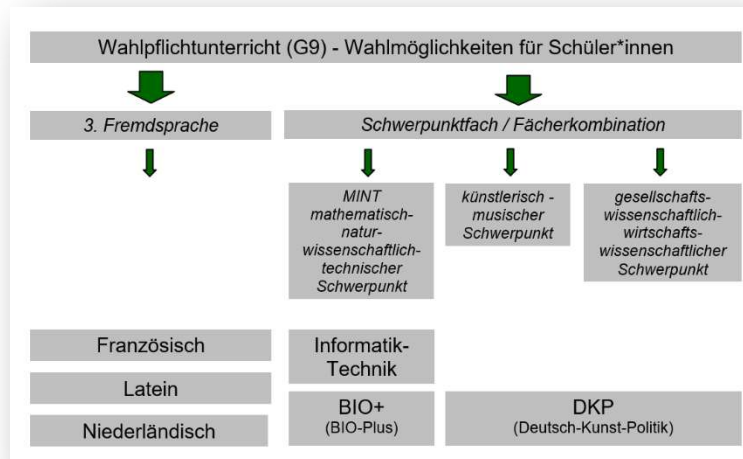 Wahlpflichtunterricht (G9) - Wahlmöglichkeiten für Schüler*innen
3. Fremdsprache
Schwerpunktfach / Fächerkombination
MINT
mathematisch-
natur-
wissenschaftlich-
technischer
Schwerpunkt
künstlerisch -
musischer
Schwerpunkt
gesellschafts-
wissenschaftlich-
wirtschafts-
wissenschaftlicher
Schwerpunkt
Französisch
Latein
Niederländisch
Informatik-
Technik
BIO+
(BIO-Plus)
DKP
(Deutsch-Kunst-Politik)